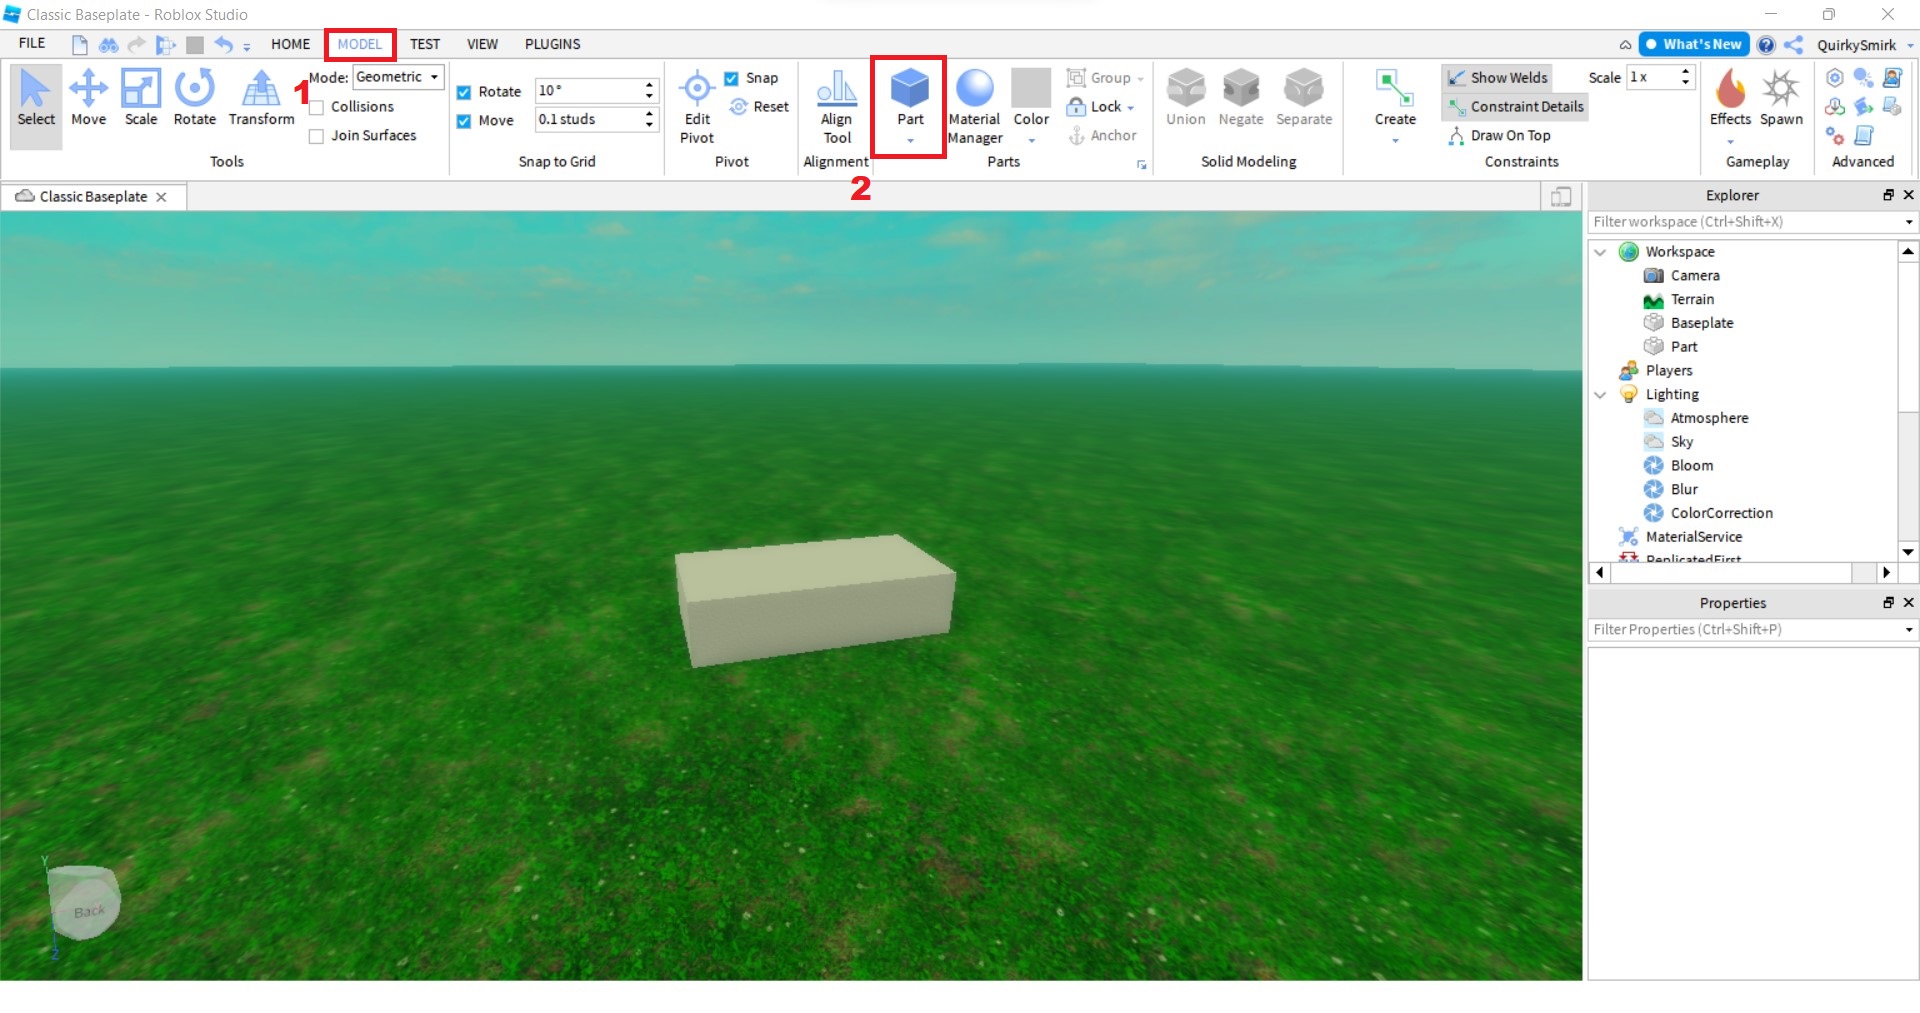 Classic Baseplate - Roblox Studio
FILE HOME MODEL TEST VIEW PLUGINS What's New QuirkySmirk
1
Select Move Scale Rotate Transform
Mode: Geometric
Collisions
Join Surfaces
Tools
Rotate 10°
Move 0.1 studs
Snap to Grid
Edit Pivot
Snap
Reset
Pivot
Align Tool
Alignment
Part
Material Manager
Color
Group
Lock
Anchor
Parts
2
Union Negate Separate
Solid Modeling
Create
Show Welds Scale 1x
Constraint Details
Draw On Top
Constraints
Effects Spawn
Gameplay
Advanced
Classic Baseplate
Explorer
Filter workspace (Ctrl+Shift+X)
Workspace
Camera
Terrain
Baseplate
Part
Players
Lighting
Atmosphere
Sky
Bloom
Blur
ColorCorrection
MaterialService
ReplicatedFirst
Properties
Filter Properties (Ctrl+Shift+P)
Y
Back
Z